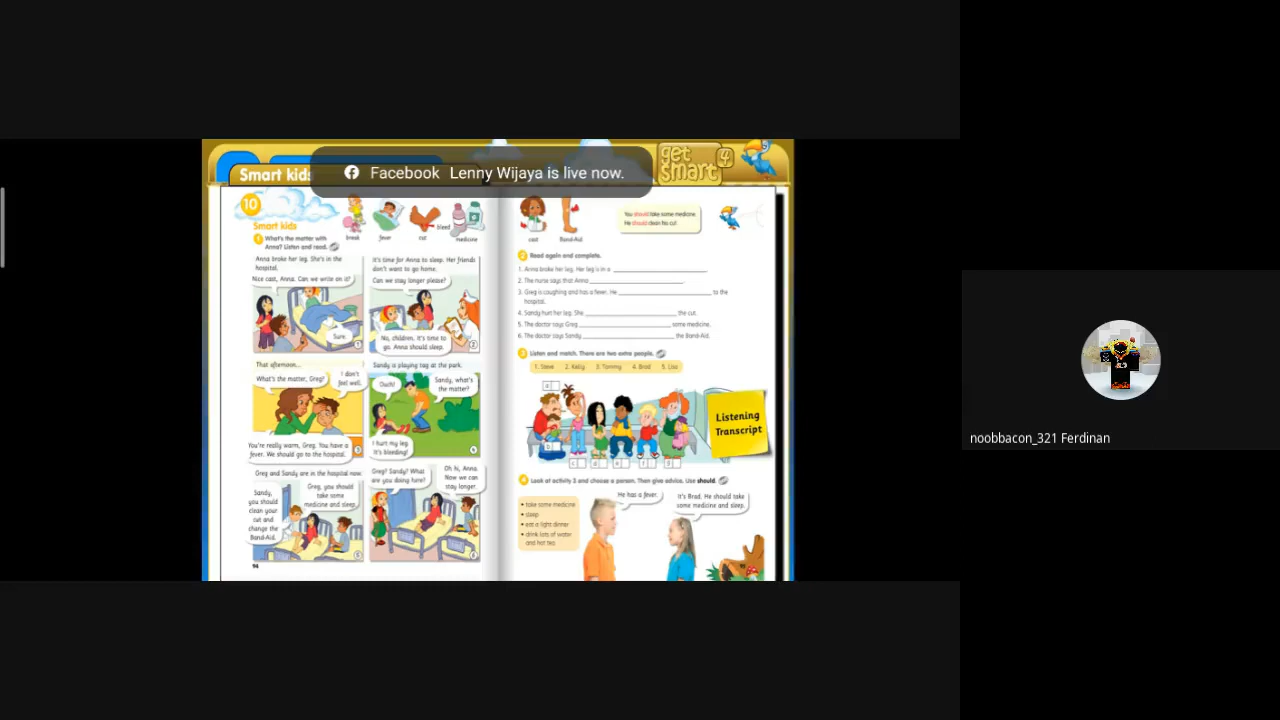 Smart kids
Facebook Lenny Wijaya is live now.
get
smart 4
10
Smart kids
1 What's the matter with
Anna? Listen and read.
break
fever
cut
bleed
medicine
Anna broke her leg. She's in the
hospital.
Nice cast, Anna. Can we write on it?
Sure.
1
It's time for Anna to sleep. Her friends
don't want to go home.
Can we stay longer please?
No, children. It's time to
go. Anna should sleep.
2
That afternoon...
What's the matter, Greg?
I don't
feel well.
You're really warm, Greg. You have a
fever. We should go to the hospital.
3
Sandy is playing tag at the park.
Ouch!
Sandy, what's
the matter?
I hurt my leg.
It's bleeding!
4
Greg and Sandy are in the hospital now.
Sandy,
you should
clean your
cut and
change the
Band-Aid.
Greg, you should
take some
medicine and sleep.
5
Greg? Sandy? What
are you doing here?
Oh hi, Anna.
Now we can
stay longer.
6
94
cast
Band-Aid
You should take some medicine.
He should clean his cut.
2 Read again and complete.
1. Anna broke her leg. Her leg is in a
2. The nurse says that Anna
3. Greg is coughing and has a fever. He to the
hospital.
4. Sandy hurt her leg. She the cut.
5. The doctor says Greg some medicine.
6. The doctor says Sandy the Band-Aid.
3 Listen and match. There are two extra people.
1. Steve 2. Kelly 3. Tommy 4. Brad 5. Lisa
a
b
c
d
e
f
g
Listening
Transcript
4 Look at activity 3 and choose a person. Then give advice. Use should.
• take some medicine
• sleep
• eat a light dinner
• drink lots of water
and hot tea
He has a fever.
It's Brad. He should take
some medicine and sleep.
noobbacon_321 Ferdinan